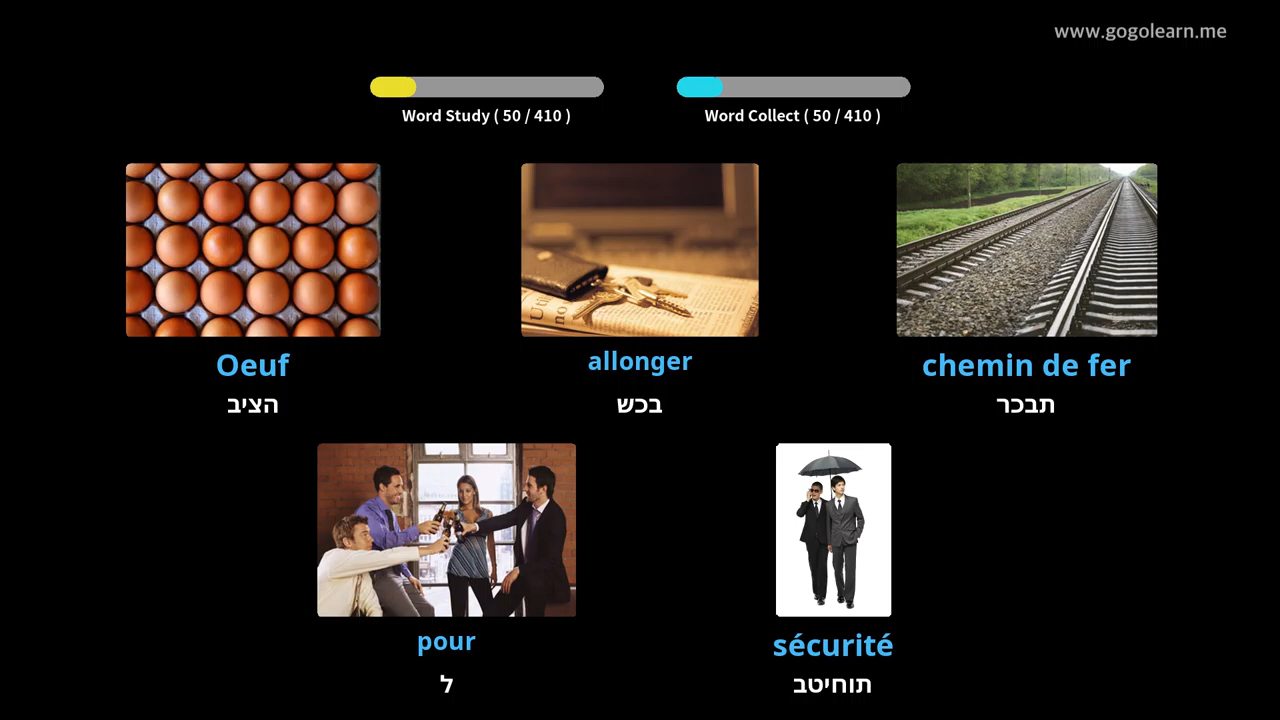 www.gogolearn.me
Word Study ( 50 / 410 )
Word Collect ( 50 / 410 )
Oeuf
הציב
allonger
בכש
chemin de fer
תבכר
pour
ל
sécurité
תוחיטב